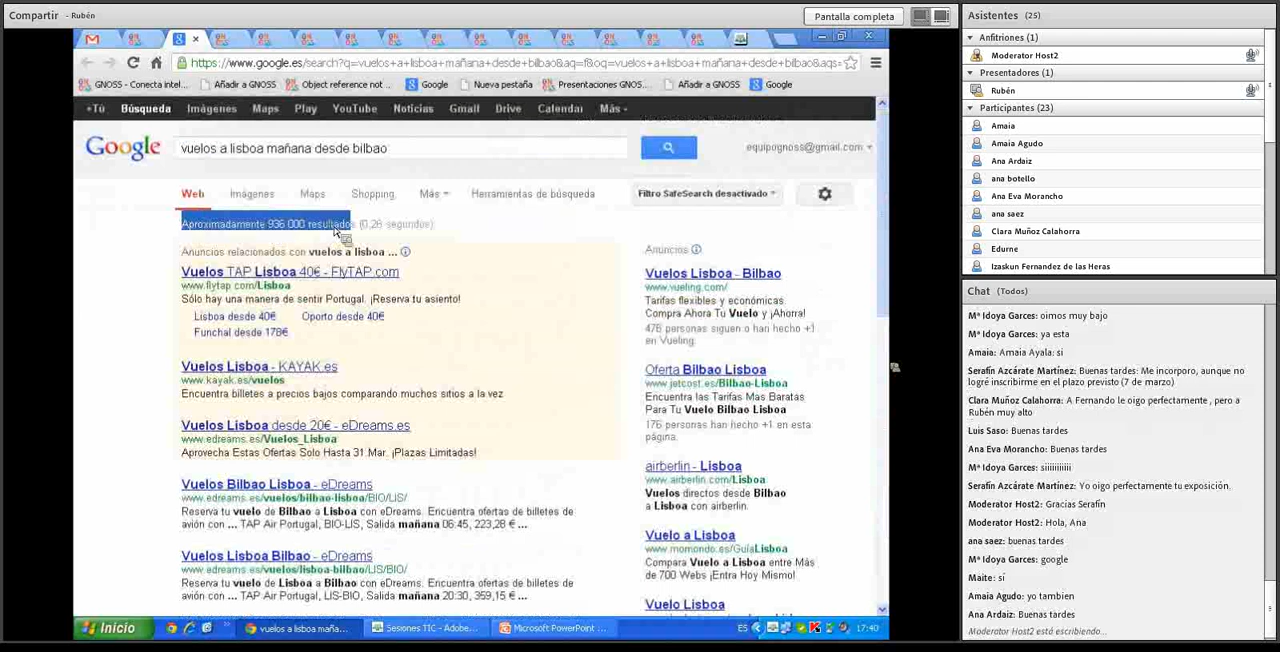 Compartir - Rubén
Pantalla completa
https://www.google.es/search?q=vuelos+a+lisboa+mañana+desde+bilbao&aq=f&oq=vuelos+a+lisboa+mañana+desde+bilbao&aqs=
GNOSS - Conecta intel...
Añadir a GNOSS
Object reference not...
Google
Nueva pestaña
Presentaciones GNOS...
Añadir a GNOSS
Google
+Tú Búsqueda Imágenes Maps Play YouTube Noticias Gmail Drive Calendar Más
Google
vuelos a lisboa mañana desde bilbao
equipognoss@gmail.com
Web Imágenes Maps Shopping Más Herramientas de búsqueda
Filtro SafeSearch desactivado
Aproximadamente 936.000 resultados (0,26 segundos)
Anuncios relacionados con vuelos a lisboa ...
Vuelos TAP Lisboa 40€ - FlyTAP.com
www.flytap.com/Lisboa
Sólo hay una manera de sentir Portugal. ¡Reserva tu asiento!
Lisboa desde 40€ Oporto desde 40€
Funchal desde 178€
Vuelos Lisboa - KAYAK.es
www.kayak.es/vuelos
Encuentra billetes a precios bajos comparando muchos sitios a la vez
Vuelos Lisboa desde 20€ - eDreams.es
www.edreams.es/Vuelos_Lisboa
Aprovecha Estas Ofertas Solo Hasta 31.Mar. ¡Plazas Limitadas!
Vuelos Bilbao Lisboa - eDreams
www.edreams.es/vuelos/bilbao-lisboa/BIO/LIS/
Reserva tu vuelo de Bilbao a Lisboa con eDreams. Encuentra ofertas de billetes de
avión con ... TAP Air Portugal, BIO-LIS, Salida mañana 06:45, 223,28 € ...
Vuelos Lisboa Bilbao - eDreams
www.edreams.es/vuelos/lisboa-bilbao/LIS/BIO/
Reserva tu vuelo de Lisboa a Bilbao con eDreams. Encuentra ofertas de billetes de
avión con ... TAP Air Portugal, LIS-BIO, Salida mañana 20:30, 359,15 € ...
Anuncios
Vuelos Lisboa - Bilbao
www.vueling.com/
Tarifas flexibles y económicas.
Compra Ahora Tu Vuelo y ¡Ahorra!
476 personas siguen o han hecho +1
en Vueling.
Oferta Bilbao Lisboa
www.jetcost.es/Bilbao-Lisboa
Encuentra las Tarifas Mas Baratas
Para Tu Vuelo Bilbao Lisboa
176 personas han hecho +1 en esta
página.
airberlin - Lisboa
www.airberlin.com/Lisboa
Vuelos directos desde Bilbao
a Lisboa con airberlin.
Vuelo a Lisboa
www.momondo.es/GuíaLisboa
Compara Vuelo a Lisboa entre Más
de 700 Webs ¡Entra Hoy Mismo!
Vuelo Lisboa
Inicio
vuelos a lisboa maña...
Sesiones TIC - Adobe...
Microsoft PowerPoint ...
ES
17:40
Asistentes (25)
Anfitriones (1)
Moderator Host2
Presentadores (1)
Rubén
Participantes (23)
Amaia
Amaia Agudo
Ana Ardaiz
ana botello
Ana Eva Morancho
ana saez
Clara Muñoz Calahorra
Edurne
Izaskun Fernandez de las Heras
Chat (Todos)
Mª Idoya Garces: oimos muy bajo
Mª Idoya Garces: ya esta
Amaia: Amaia Ayala: si
Serafín Azcárate Martínez: Buenas tardes: Me incorporo, aunque no
logré inscribirme en el plazo previsto (7 de marzo)
Clara Muñoz Calahorra: A Fernando le oigo perfectamente , pero a
Rubén muy alto
Luis Saso: Buenas tardes
Ana Eva Morancho: Buenas tardes
Mª Idoya Garces: siiiiiiiiiii
Serafín Azcárate Martínez: Yo oigo perfectamente tu exposición.
Moderator Host2: Gracias Serafín
Moderator Host2: Hola, Ana
ana saez: buenas tardes
Mª Idoya Garces: google
Maite: sí
Amaia Agudo: yo tambien
Ana Ardaiz: Buenas tardes
Moderator Host2 está escribiendo...